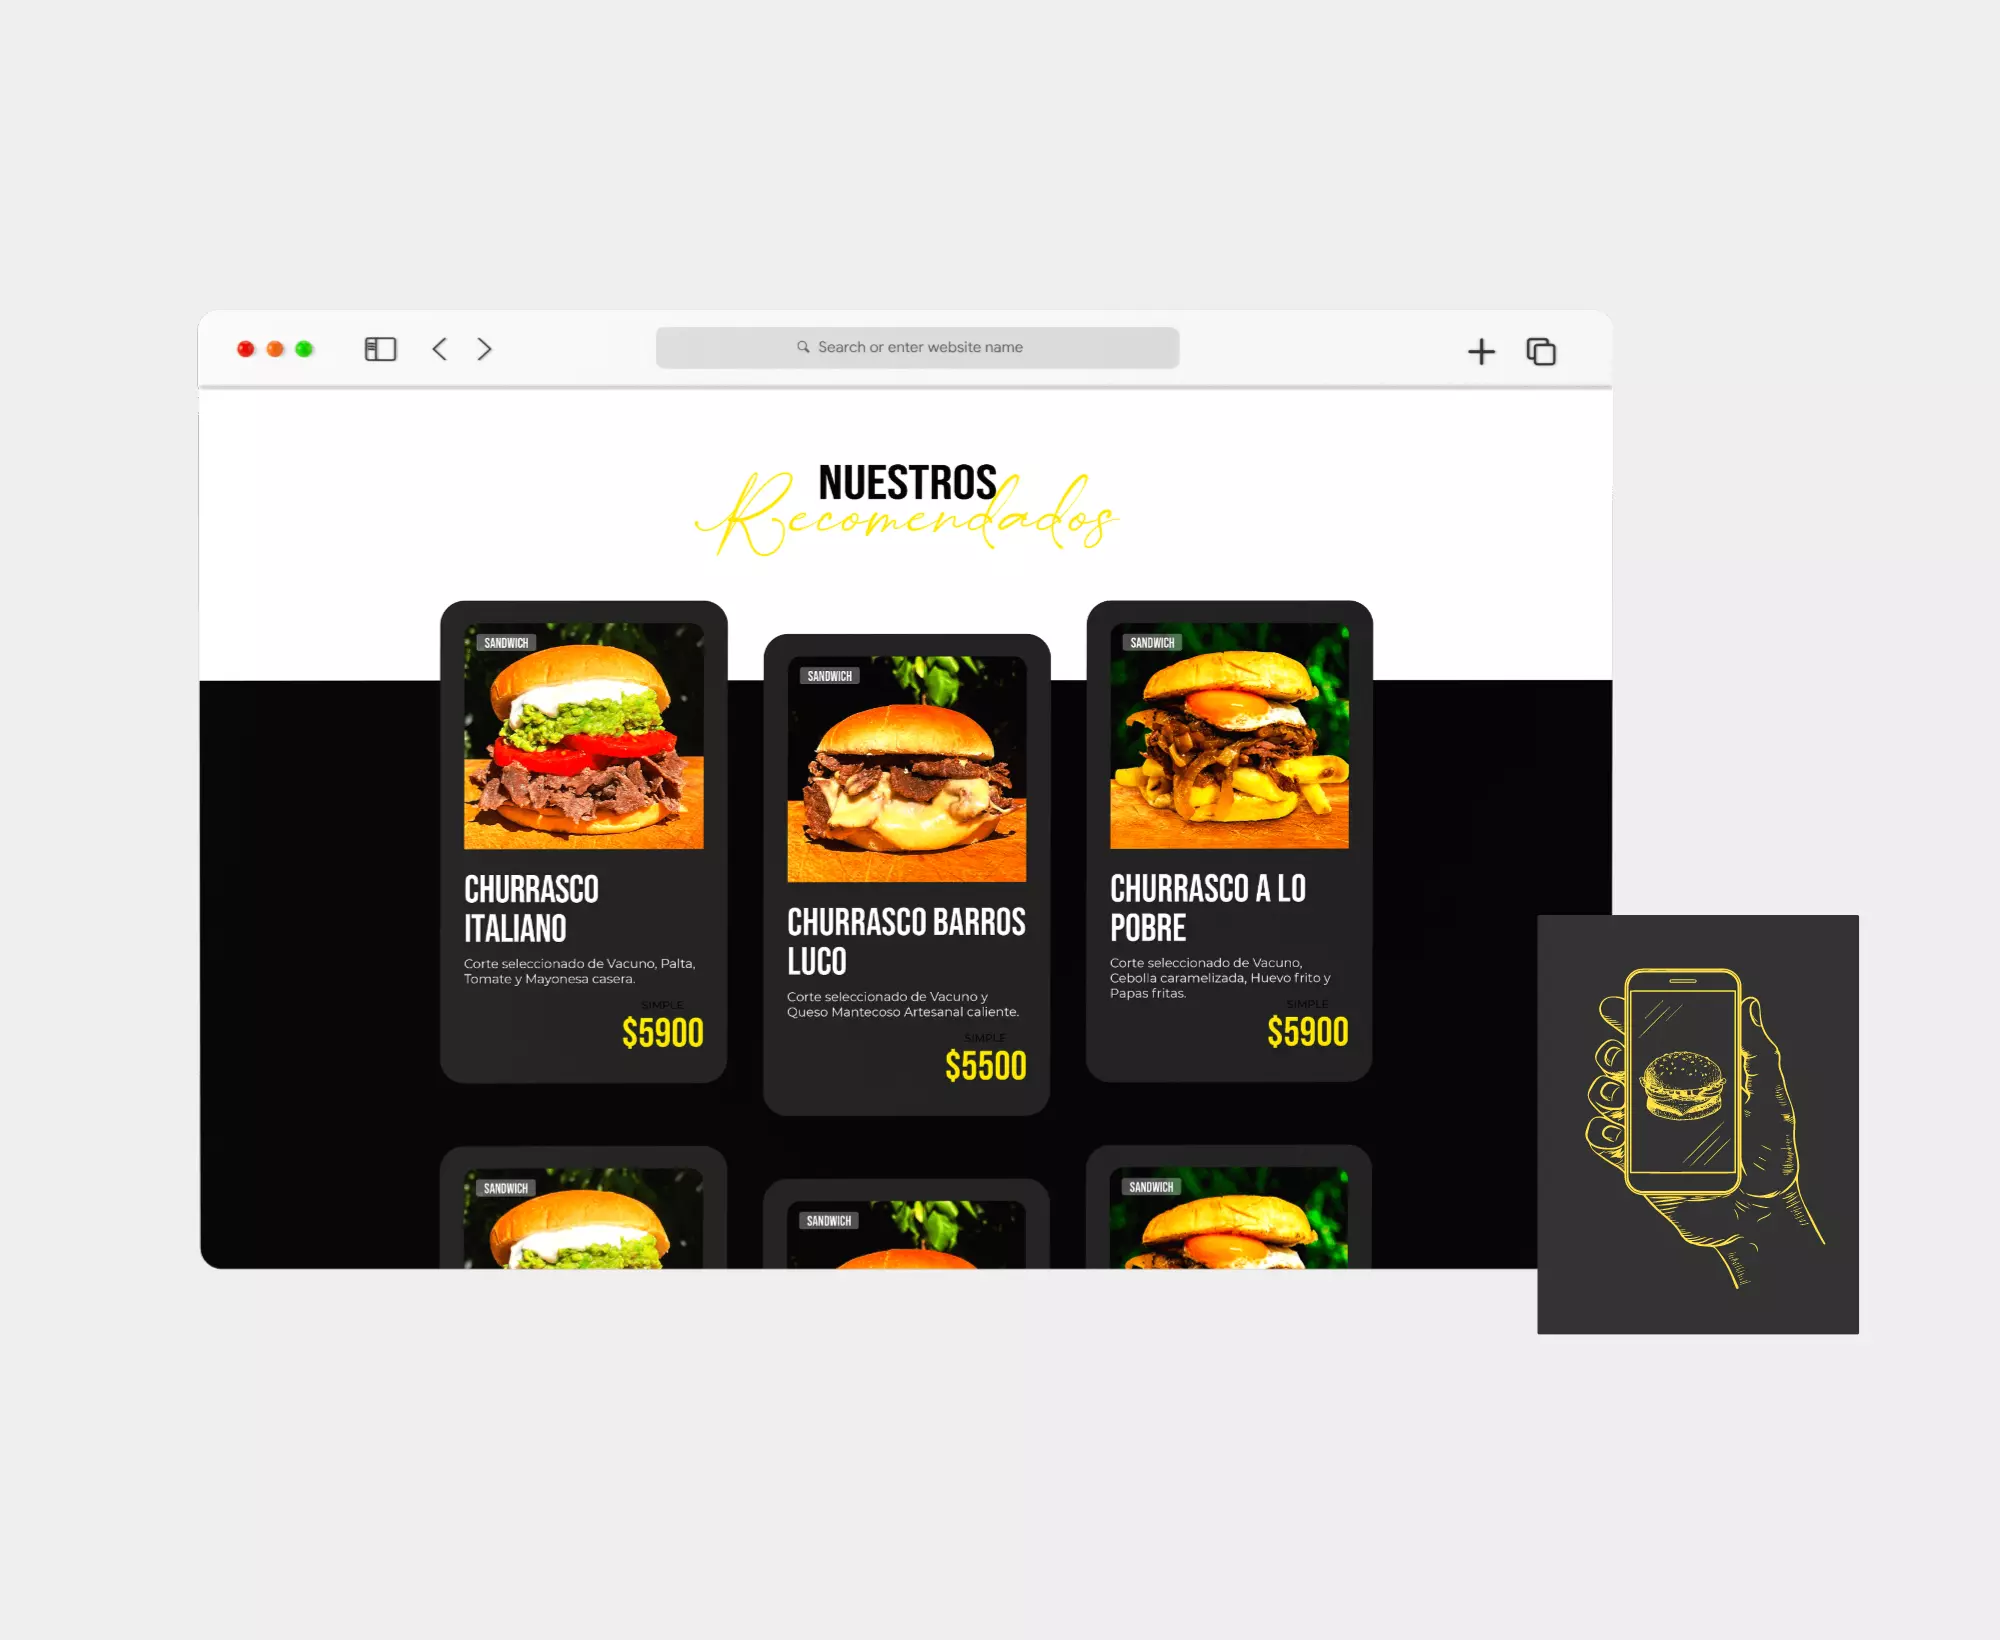 Search or enter website name
NUESTROS
Recomendados
SANDWICH
CHURRASCO
ITALIANO
Corte seleccionado de Vacuno, Palta,
Tomate y Mayonesa casera.
SIMPLE
$5900
SANDWICH
CHURRASCO BARROS
LUCO
Corte seleccionado de Vacuno y
Queso Mantecoso Artesanal caliente.
SIMPLE
$5500
SANDWICH
CHURRASCO A LO
POBRE
Corte seleccionado de Vacuno,
Cebolla caramelizada, Huevo frito y
Papas fritas.
SIMPLE
$5900
SANDWICH
SANDWICH
SANDWICH